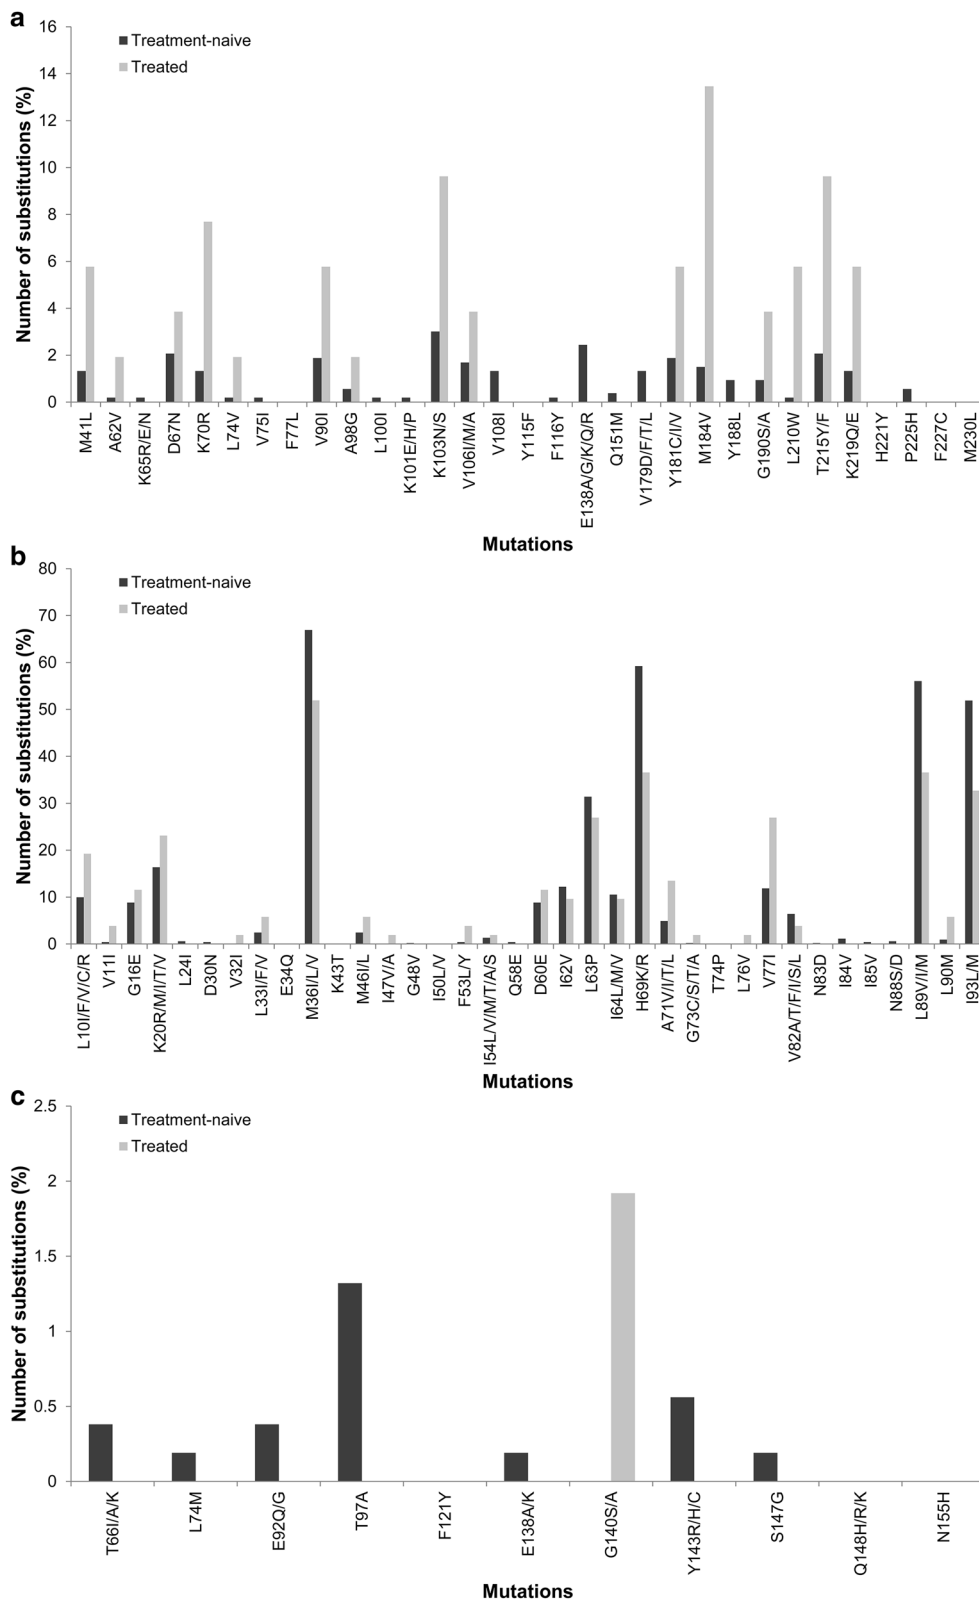 a
Number of substitutions (%)
16
14
12
10
8
6
4
2
0
Treatment-naive
Treated
M41L
A62V
K65R/E/N
D67N
K70R
L74V
V75I
F77L
V90I
A98G
L100I
K101E/H/P
K103N/S
V106I/M/A
V108I
Y115F
F116Y
E138A/G/K/Q/R
Q151M
V179D/F/T/L
Y181C/I/V
M184V
Y188L
G190S/A
L210W
T215Y/F
K219Q/E
H221Y
P225H
F227C
M230L
Mutations
b
Number of substitutions (%)
80
70
60
50
40
30
20
10
0
Treatment-naive
Treated
L10I/F/V/C/R
V11I
G16E
K20R/M/I/T/V
L24I
D30N
V32I
L33I/F/V
E34Q
M36I/L/V
K43T
M46I/L
I47V/A
G48V
I50L/V
F53L/Y
I54L/V/M/T/A/S
Q58E
D60E
I62V
L63P
I64L/M/V
H69K/R
A71V/I/T/L
G73C/S/T/A
T74P
L76V
V77I
V82A/T/F/I/S/L
N83D
I84V
I85V
N88S/D
L89V/I/M
L90M
I93L/M
Mutations
c
Number of substitutions (%)
2.5
2
1.5
1
0.5
0
Treatment-naive
Treated
T66I/A/K
L74M
E92Q/G
T97A
F121Y
E138A/K
G140S/A
Y143R/H/C
S147G
Q148H/R/K
N155H
Mutations